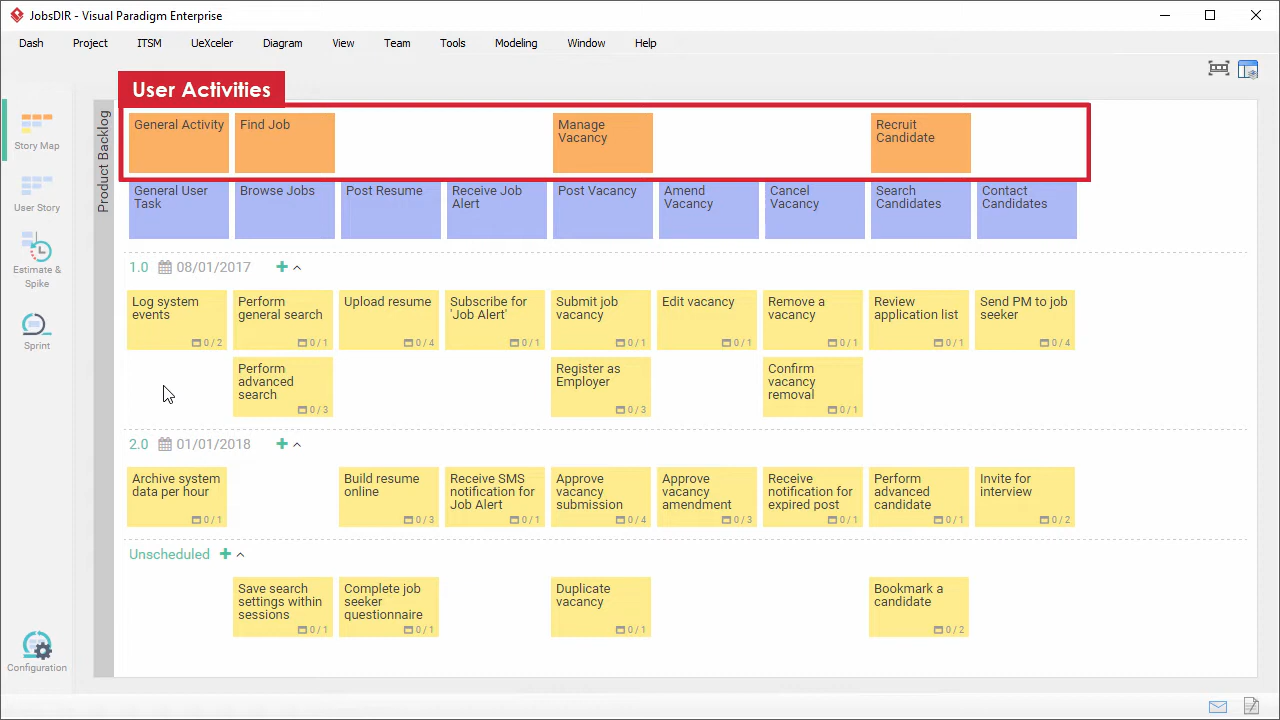 JobsDIR - Visual Paradigm Enterprise
Dash Project ITSM UeXceler Diagram View Team Tools Modeling Window Help
User Activities
Story Map
User Story
Estimate &
Spike
Sprint
Configuration
Product Backlog
General Activity
Find Job
Manage
Vacancy
Recruit
Candidate
General User
Task
Browse Jobs
Post Resume
Receive Job
Alert
Post Vacancy
Amend
Vacancy
Cancel
Vacancy
Search
Candidates
Contact
Candidates
1.0 08/01/2017
Log system
events
0 / 2
Perform
general search
0 / 1
Upload resume
0 / 4
Subscribe for
'Job Alert'
0 / 1
Submit job
vacancy
0 / 1
Edit vacancy
0 / 1
Remove a
vacancy
0 / 1
Review
application list
0 / 1
Send PM to job
seeker
0 / 4
Perform
advanced
search
0 / 3
Register as
Employer
0 / 3
Confirm
vacancy
removal
0 / 1
2.0 01/01/2018
Archive system
data per hour
0 / 1
Build resume
online
0 / 3
Receive SMS
notification for
Job Alert
0 / 1
Approve
vacancy
submission
0 / 4
Approve
vacancy
amendment
0 / 3
Receive
notification for
expired post
0 / 1
Perform
advanced
candidate
0 / 1
Invite for
interview
0 / 2
Unscheduled
Save search
settings within
sessions
0 / 1
Complete job
seeker
questionnaire
0 / 1
Duplicate
vacancy
0 / 1
Bookmark a
candidate
0 / 2